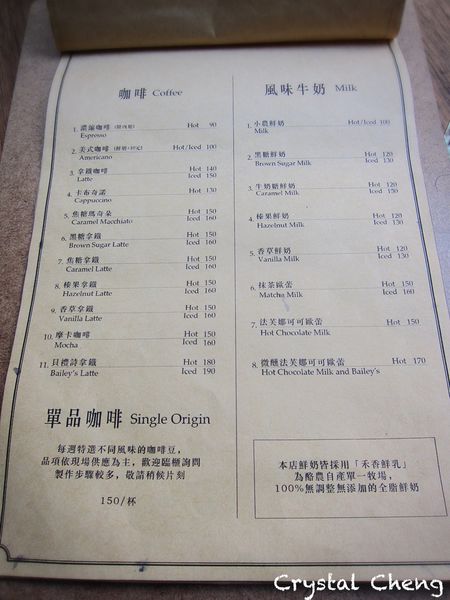 咖啡 Coffee
1. 濃縮咖啡 Hot 90
Espresso
2. 美式咖啡 Hot/Iced 100
Americano
3. 拿鐵咖啡 Hot 140
Latte Iced 150
4. 卡布奇諾 Hot 130
Cappuccino
5. 焦糖瑪奇朵 Hot 150
Caramel Macchiato Iced 160
6. 黑糖拿鐵 Hot 150
Brown Sugar Latte Iced 160
7. 焦糖拿鐵 Hot 150
Caramel Latte Iced 160
8. 榛果拿鐵 Hot 150
Hazelnut Latte Iced 160
9. 香草拿鐵 Hot 150
Vanilla Latte Iced 160
10. 摩卡咖啡 Hot 150
Mocha Iced 160
11. 貝禮詩拿鐵 Hot 180
Bailey's Latte Iced 190
單品咖啡 Single Origin
每週特選不同風味的咖啡豆,
品項依現場供應為主,歡迎臨櫃詢問
製作步驟較多,敬請稍候片刻
150/杯
風味牛奶 Milk
1. 小農鮮奶 Hot/Iced 100
Milk
2. 黑糖鮮奶 Hot 120
Brown Sugar Milk Iced 130
3. 牛奶糖鮮奶 Hot 120
Caramel Milk Iced 130
4. 榛果鮮奶 Hot 120
Hazelnut Milk Iced 130
5. 香草鮮奶 Hot 120
Vanilla Milk Iced 130
6. 抹茶歐蕾 Hot 150
Matcha Milk Iced 160
7. 法芙娜可可歐蕾 Hot 150
Hot Chocolate Milk
8. 微醺法芙娜可可歐蕾 Hot 170
Hot Chocolate Milk and Bailey's
本店鮮奶皆採用「禾香鮮乳」
為酪農自產單一牧場,
100%無調整無添加的全脂鮮奶
Crystal Cheng